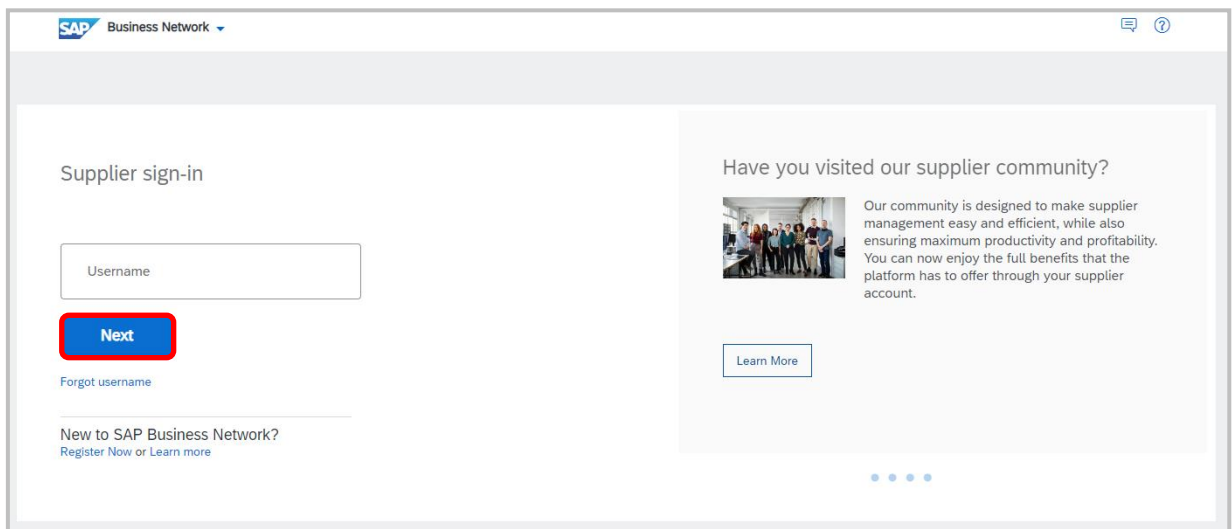 SAP Business Network
Supplier sign-in
Username
Next
Forgot username
New to SAP Business Network?
Register Now or Learn more
Have you visited our supplier community?
Our community is designed to make supplier
management easy and efficient, while also
ensuring maximum productivity and profitability.
You can now enjoy the full benefits that the
platform has to offer through your supplier
account.
Learn More